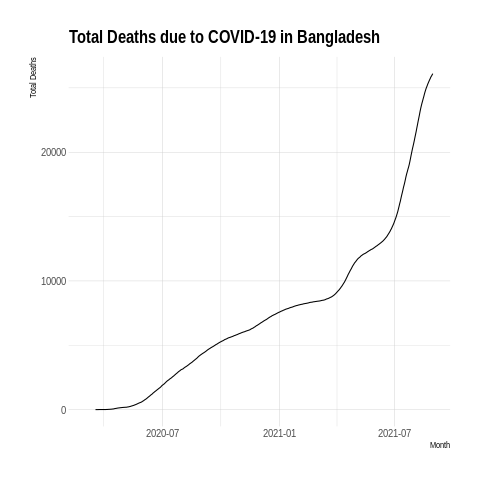 Total Deaths due to COVID-19 in Bangladesh
Total Deaths
20000
10000
0
2020-07
2021-01
2021-07
Month